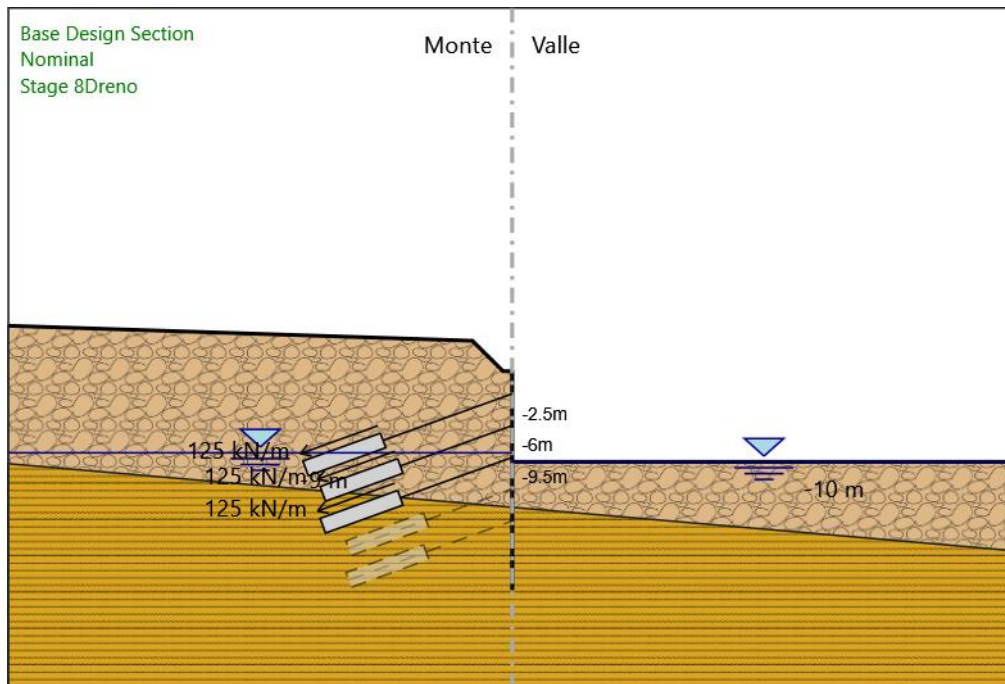 Base Design Section
Nominal
Stage 8Dreno
Monte
Valle
-2.5m
125 kN/m
-6m
125 kN/m
-9 m
-9.5m
-10 m
125 kN/m